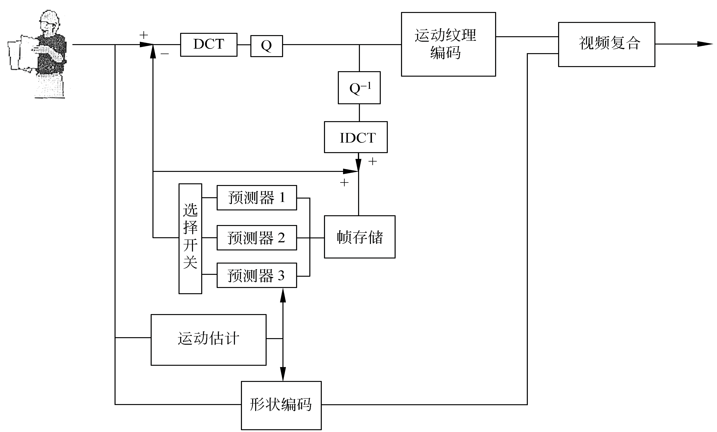 +
−
DCT
Q
运动纹理
编码
视频复合
Q⁻¹
IDCT
+
+
选择开关
预测器 1
预测器 2
预测器 3
帧存储
运动估计
形状编码